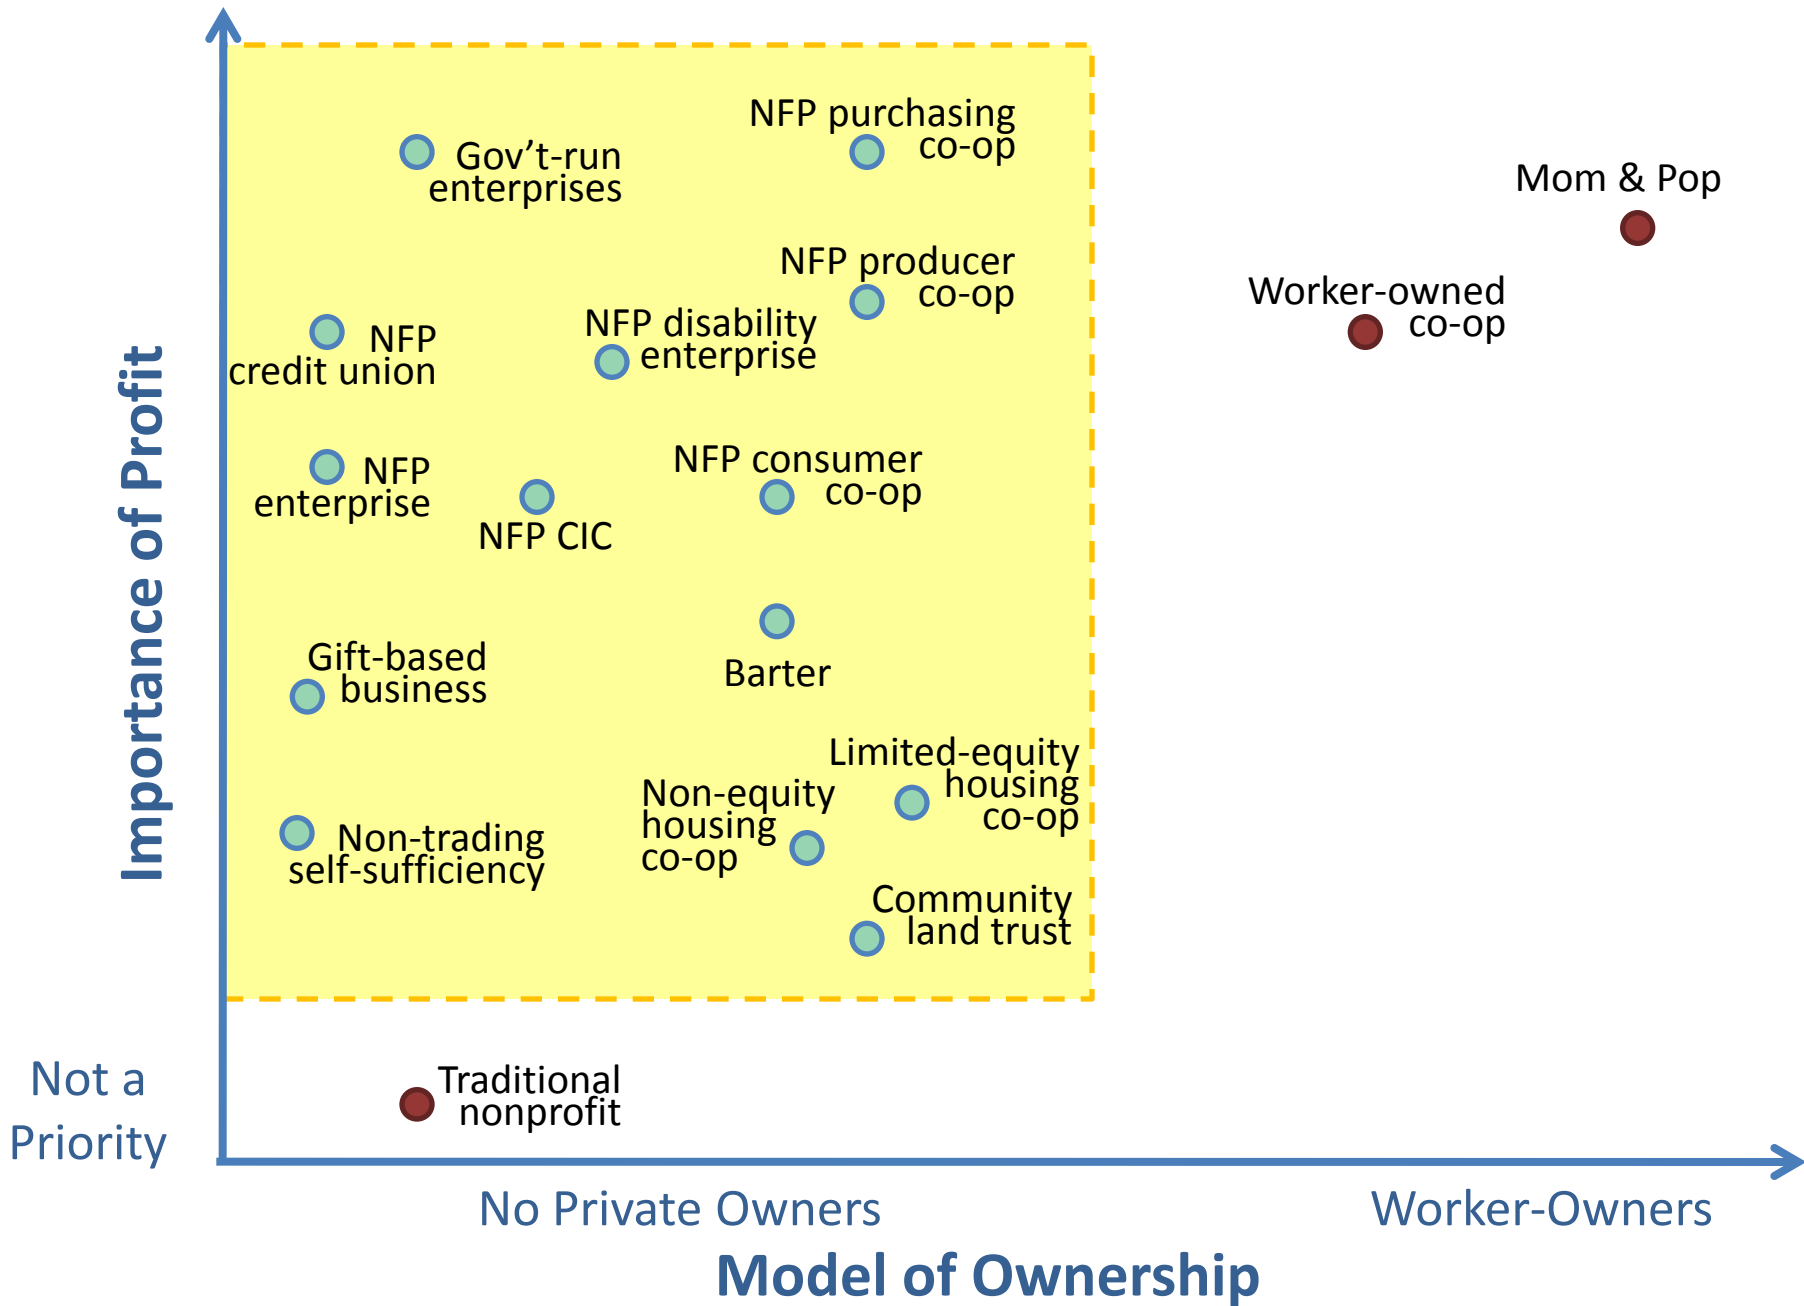 NFP purchasing
co-op
Gov’t-run
enterprises
Mom & Pop
NFP producer
co-op
Worker-owned
co-op
NFP disability
enterprise
NFP
credit union
NFP consumer
co-op
NFP
enterprise
NFP CIC
Barter
Gift-based
business
Limited-equity
housing
co-op
Non-equity
housing
co-op
Non-trading
self-sufficiency
Community
land trust
Traditional
nonprofit
Importance of Profit
Not a
Priority
No Private Owners
Worker-Owners
Model of Ownership